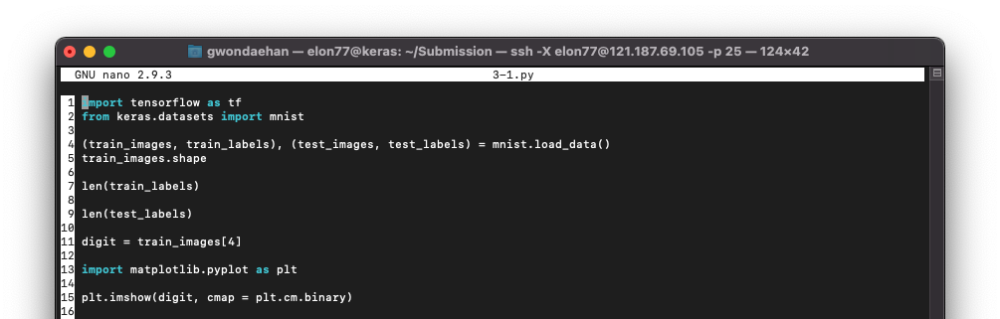 gwondaehan — elon77@keras: ~/Submission — ssh -X elon77@121.187.69.105 -p 25 — 124×42
GNU nano 2.9.3 3-1.py
1 import tensorflow as tf
2 from keras.datasets import mnist
3
4 (train_images, train_labels), (test_images, test_labels) = mnist.load_data()
5 train_images.shape
6
7 len(train_labels)
8
9 len(test_labels)
10
11 digit = train_images[4]
12
13 import matplotlib.pyplot as plt
14
15 plt.imshow(digit, cmap = plt.cm.binary)
16